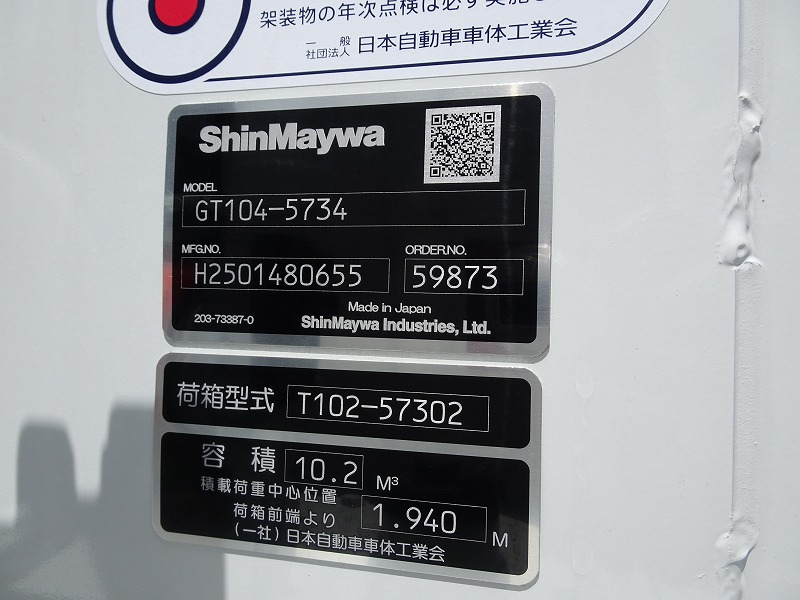 架装物の年次点検は必ず実施
一般
社団法人 日本自動車車体工業会
ShinMaywa
MODEL
GT104-5734
MFG.NO. ORDER.NO.
H2501480655 59873
Made in Japan
203-73387-0 ShinMaywa Industries, Ltd.
荷箱型式 T102-57302
容積 10.2 M³
積載荷重中心位置
荷箱前端より 1.940 M
(一社)日本自動車車体工業会